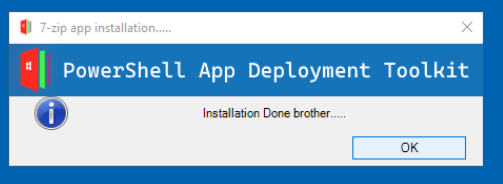 7-zip app installation.....
PowerShell App Deployment Toolkit
Installation Done brother.....
OK